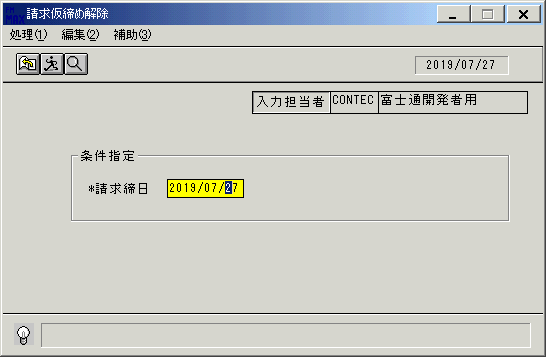 請求仮締め解除
処理(1) 編集(2) 補助(3)
2019/07/27
入力担当者 CONTEC 富士通開発者用
条件指定
*請求締日 2019/07/27